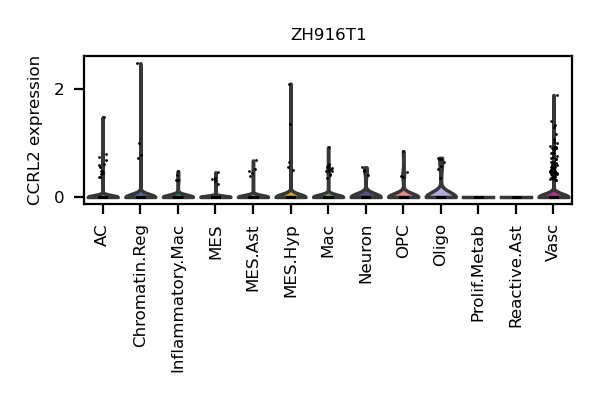 ZH916T1
CCRL2 expression
2
0
AC
Chromatin.Reg
Inflammatory.Mac
MES
MES.Ast
MES.Hyp
Mac
Neuron
OPC
Oligo
Prolif.Metab
Reactive.Ast
Vasc